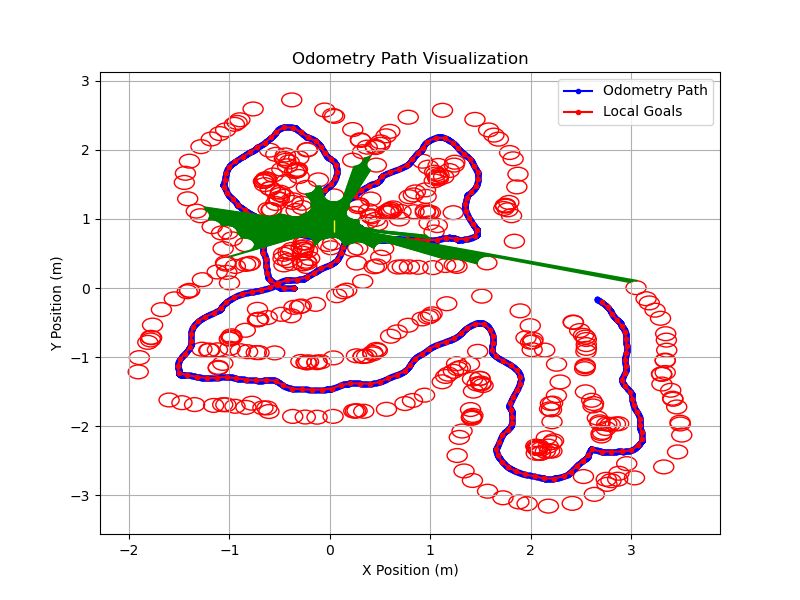 Odometry Path Visualization
Odometry Path
Local Goals
Y Position (m)
3
2
1
0
−1
−2
−3
−2
−1
0
1
2
3
X Position (m)